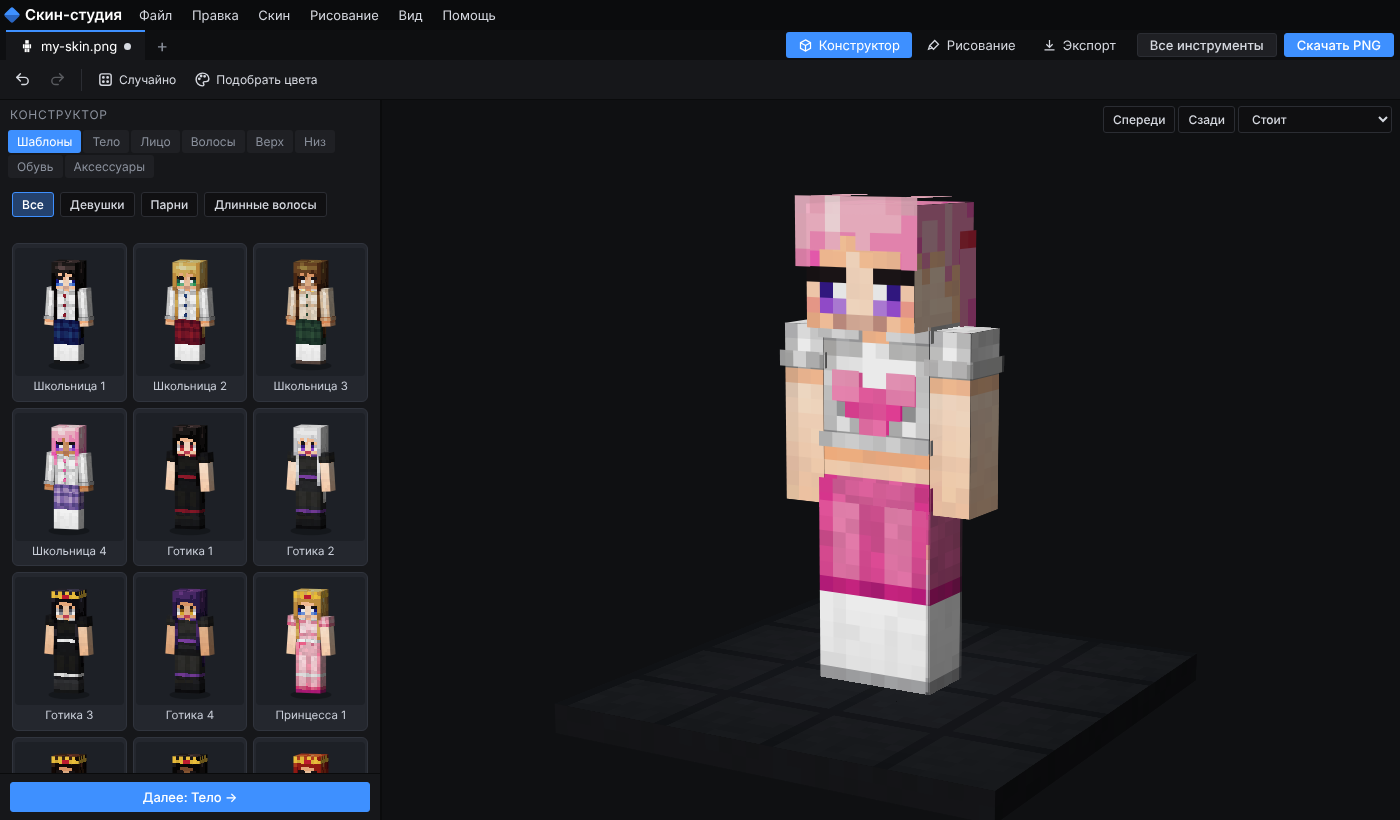 Скин-студия Файл Правка Скин Рисование Вид Помощь
my-skin.png + Конструктор Рисование Экспорт Все инструменты Скачать PNG
Случайно Подобрать цвета
КОНСТРУКТОР
Шаблоны Тело Лицо Волосы Верх Низ
Обувь Аксессуары
Все Девушки Парни Длинные волосы
Спереди Сзади Стоит
Школьница 1 Школьница 2 Школьница 3
Школьница 4 Готика 1 Готика 2
Готика 3 Готика 4 Принцесса 1
Далее: Тело →